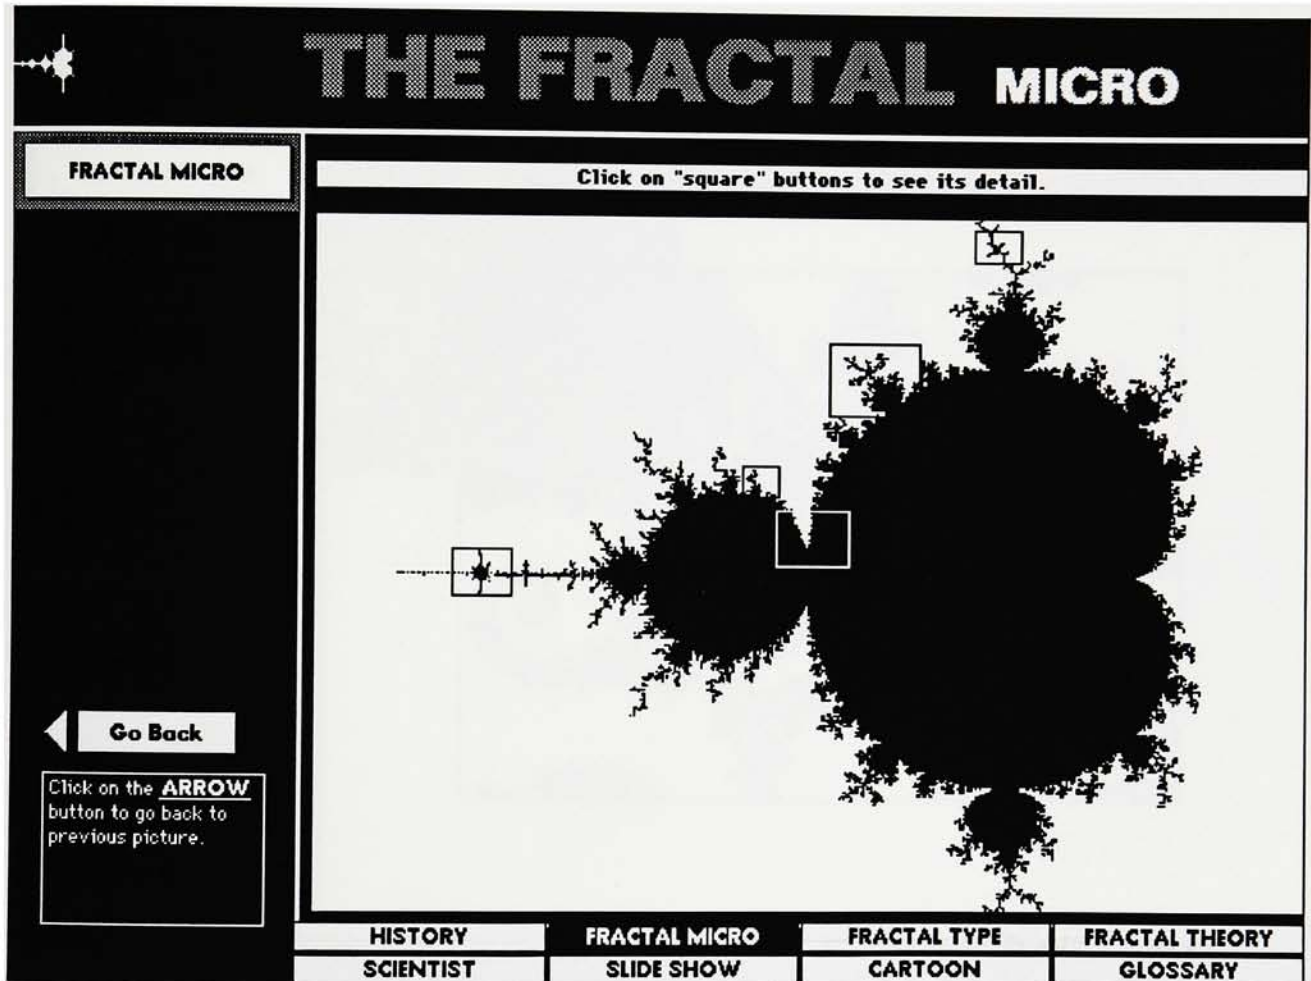 THE FRACTAL MICRO
FRACTAL MICRO
Click on "square" buttons to see its detail.
Go Back
Click on the ARROW
button to go back to
previous picture.
HISTORY FRACTAL MICRO FRACTAL TYPE FRACTAL THEORY
SCIENTIST SLIDE SHOW CARTOON GLOSSARY